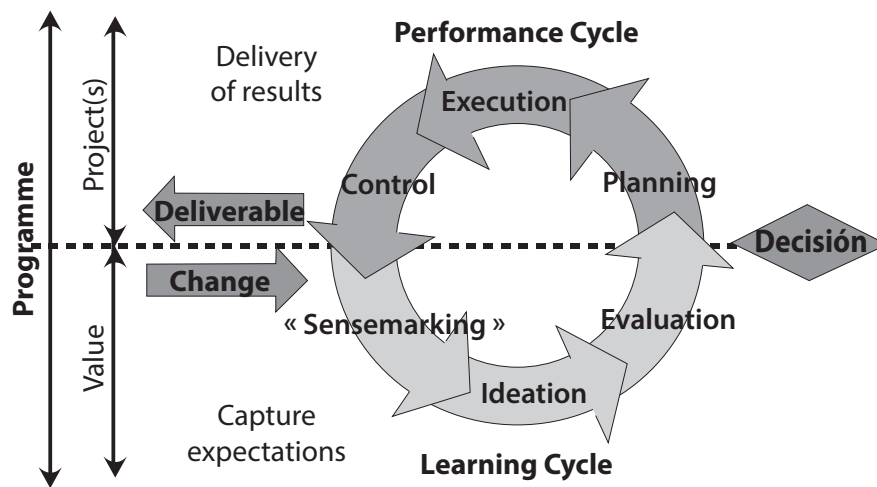 Performance Cycle
Delivery
of results
Execution
Project(s)
Control
Planning
Deliverable
Programme
Decisión
Change
« Sensemarking »
Evaluation
Value
Ideation
Capture
expectations
Learning Cycle